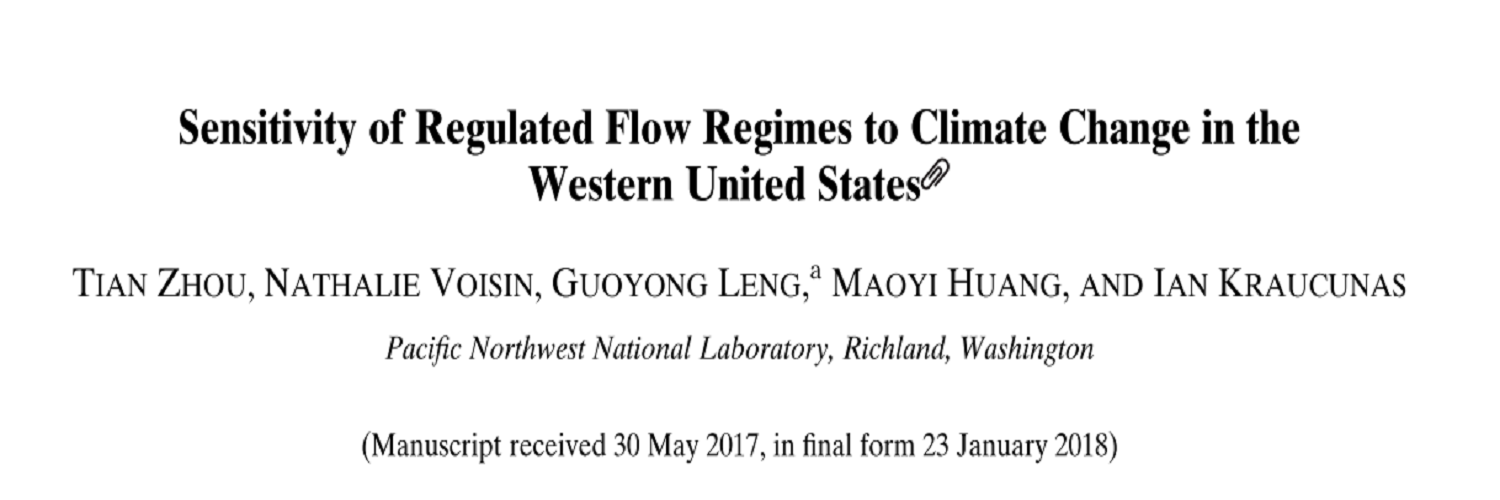 Sensitivity of Regulated Flow Regimes to Climate Change in the
Western United States
TIAN ZHOU, NATHALIE VOISIN, GUOYONG LENG,ᵃ MAOYI HUANG, AND IAN KRAUCUNAS
Pacific Northwest National Laboratory, Richland, Washington
(Manuscript received 30 May 2017, in final form 23 January 2018)